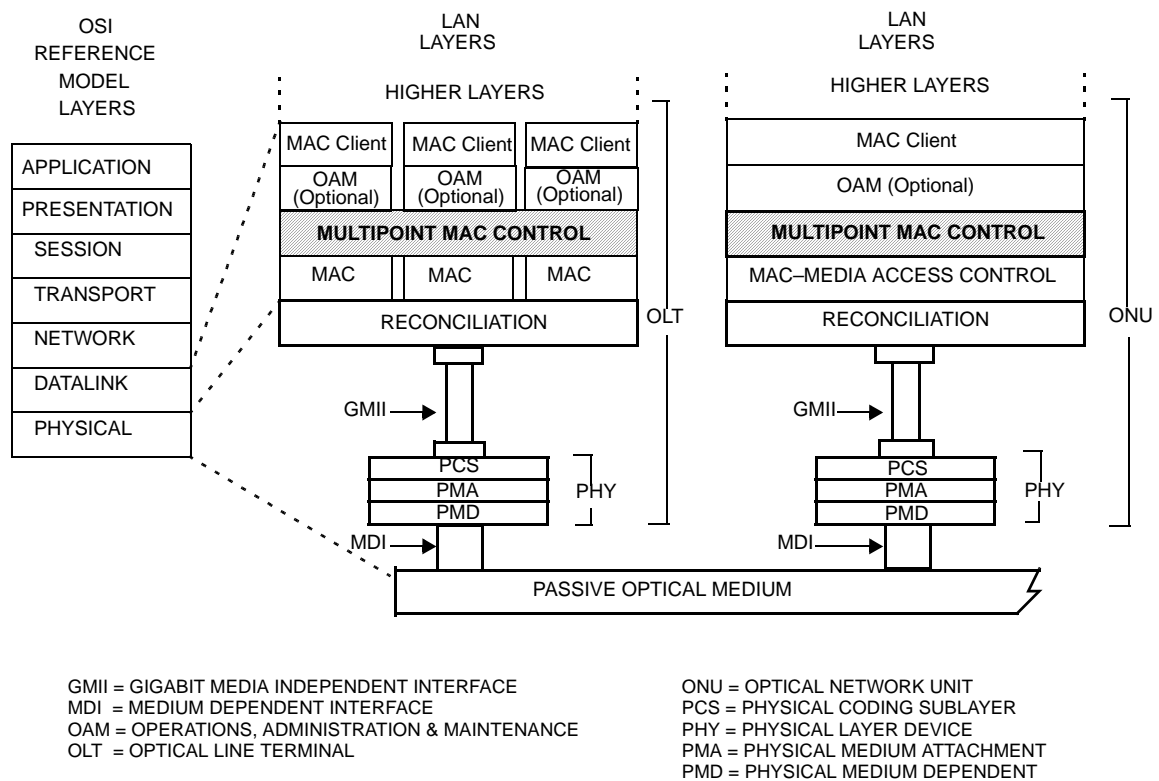 OSI
REFERENCE
MODEL
LAYERS
APPLICATION
PRESENTATION
SESSION
TRANSPORT
NETWORK
DATALINK
PHYSICAL
LAN
LAYERS
HIGHER LAYERS
MAC Client
MAC Client
MAC Client
OAM
(Optional)
OAM
(Optional)
OAM
(Optional)
MULTIPOINT MAC CONTROL
MAC
MAC
MAC
RECONCILIATION
OLT
GMII
PCS
PMA
PMD
PHY
MDI
LAN
LAYERS
HIGHER LAYERS
MAC Client
OAM (Optional)
MULTIPOINT MAC CONTROL
MAC–MEDIA ACCESS CONTROL
RECONCILIATION
ONU
GMII
PCS
PMA
PMD
PHY
MDI
PASSIVE OPTICAL MEDIUM
GMII = GIGABIT MEDIA INDEPENDENT INTERFACE
MDI = MEDIUM DEPENDENT INTERFACE
OAM = OPERATIONS, ADMINISTRATION & MAINTENANCE
OLT = OPTICAL LINE TERMINAL
ONU = OPTICAL NETWORK UNIT
PCS = PHYSICAL CODING SUBLAYER
PHY = PHYSICAL LAYER DEVICE
PMA = PHYSICAL MEDIUM ATTACHMENT
PMD = PHYSICAL MEDIUM DEPENDENT